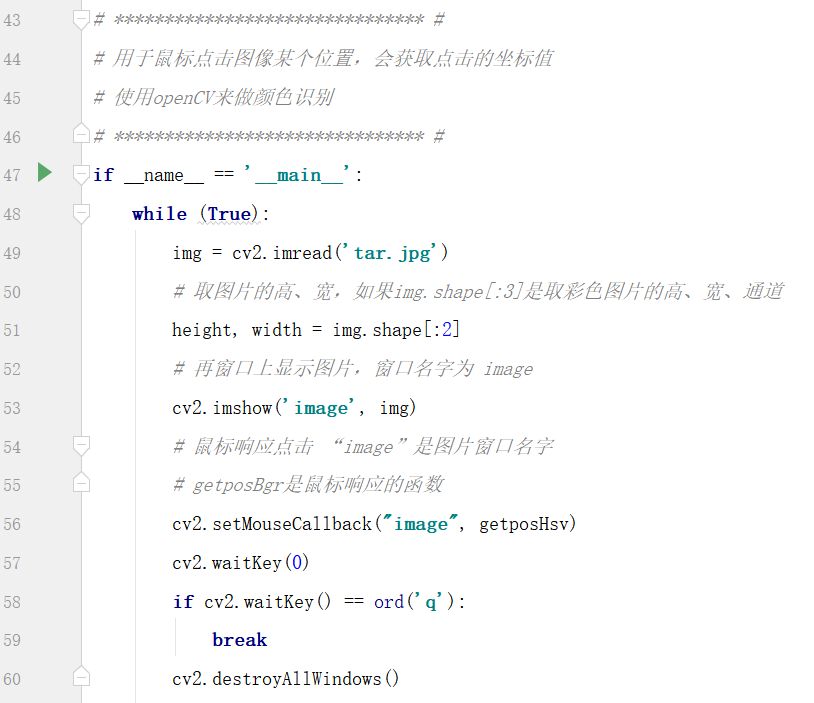 43 # ******************************* #
44 # 用于鼠标点击图像某个位置，会获取点击的坐标值
45 # 使用openCV来做颜色识别
46 # ******************************* #
47 if __name__ == '__main__':
48 while (True):
49 img = cv2.imread('tar.jpg')
50 # 取图片的高、宽，如果img.shape[:3]是取彩色图片的高、宽、通道
51 height, width = img.shape[:2]
52 # 再窗口上显示图片，窗口名字为 image
53 cv2.imshow('image', img)
54 # 鼠标响应点击 “image”是图片窗口名字
55 # getposBgr是鼠标响应的函数
56 cv2.setMouseCallback("image", getposHsv)
57 cv2.waitKey(0)
58 if cv2.waitKey() == ord('q'):
59 break
60 cv2.destroyAllWindows()